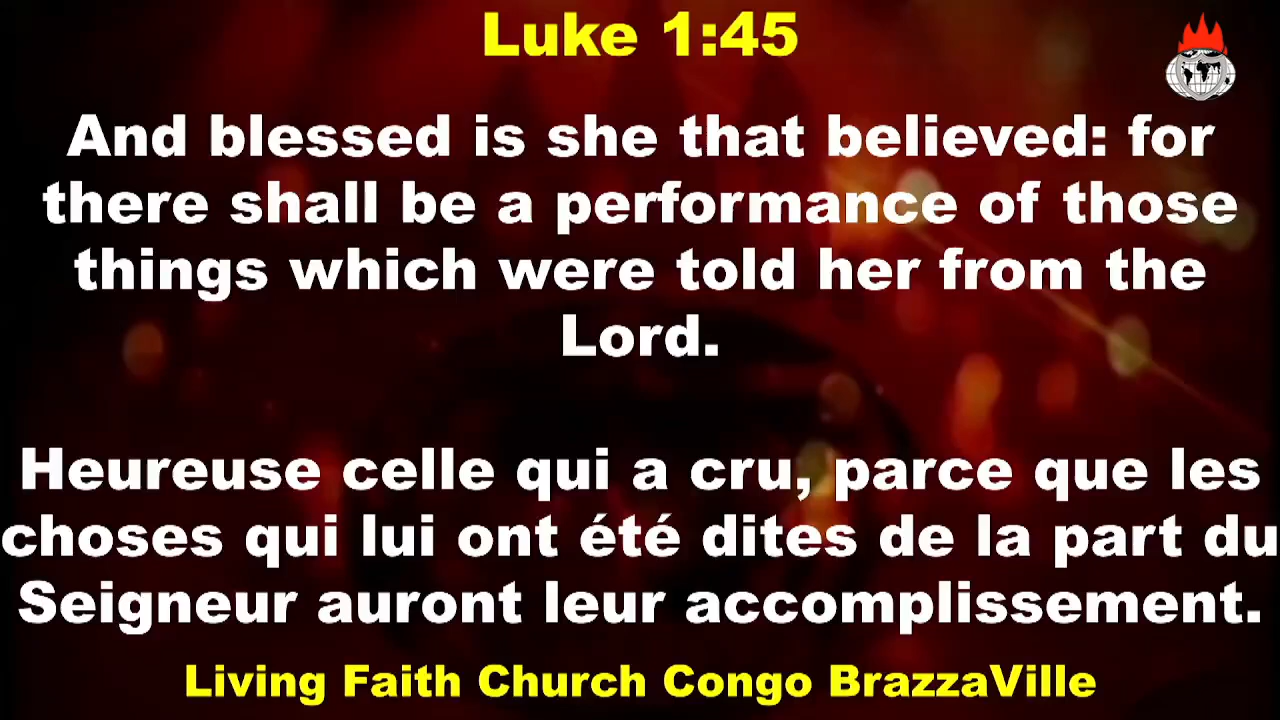 Luke 1:45
And blessed is she that believed: for
there shall be a performance of those
things which were told her from the
Lord.
Heureuse celle qui a cru, parce que les
choses qui lui ont été dites de la part du
Seigneur auront leur accomplissement.
Living Faith Church Congo BrazzaVille